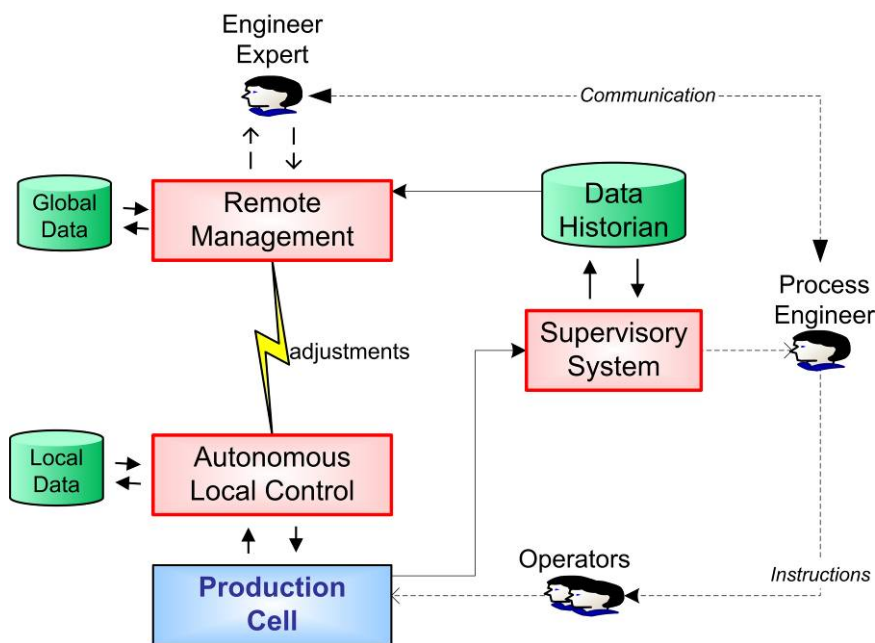 Engineer
Expert
Communication
Global
Data
Remote
Management
Data
Historian
Process
Engineer
adjustments
Supervisory
System
Local
Data
Autonomous
Local Control
Operators
Instructions
Production
Cell